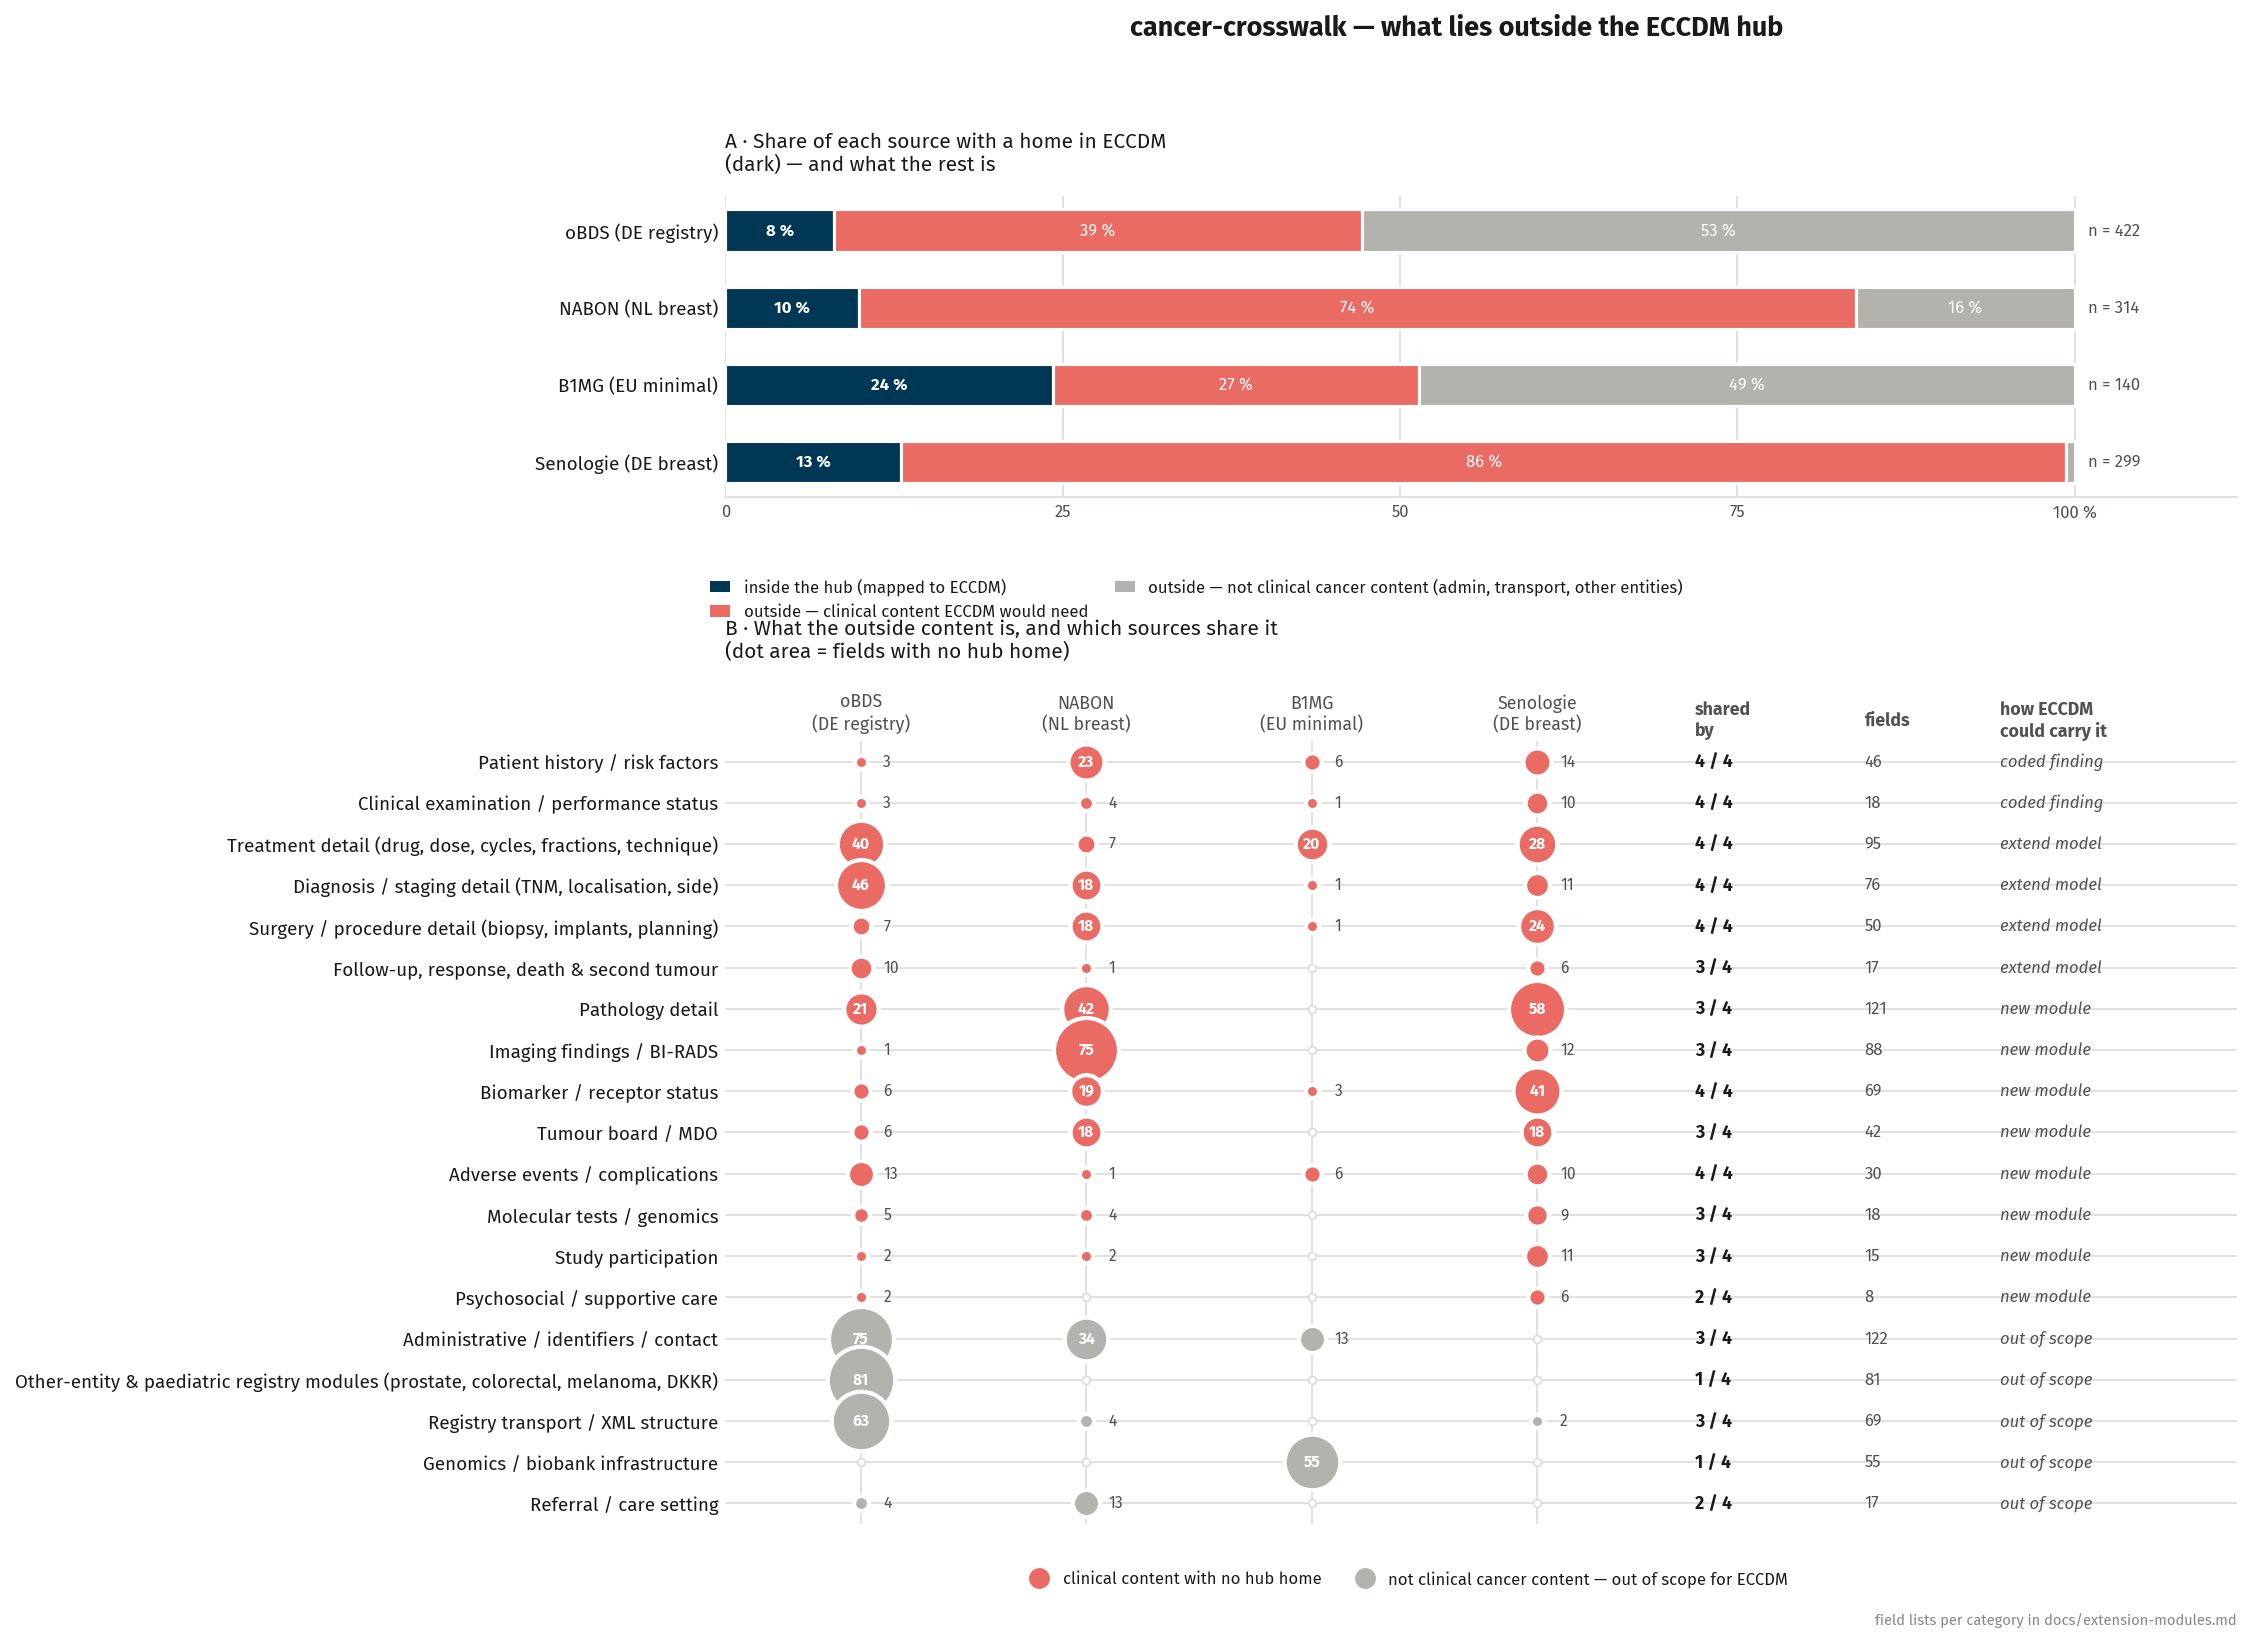 cancer-crosswalk — what lies outside the ECCDM hub
A · Share of each source with a home in ECCDM
(dark) — and what the rest is
oBDS (DE registry) 8 % 39 % 53 % n = 422
NABON (NL breast) 10 % 74 % 16 % n = 314
B1MG (EU minimal) 24 % 27 % 49 % n = 140
Senologie (DE breast) 13 % 86 % n = 299
0 25 50 75 100 %
inside the hub (mapped to ECCDM) outside — not clinical cancer content (admin, transport, other entities)
outside — clinical content ECCDM would need
B · What the outside content is, and which sources share it
(dot area = fields with no hub home)
oBDS NABON B1MG Senologie shared fields how ECCDM
(DE registry) (NL breast) (EU minimal) (DE breast) by could carry it
Patient history / risk factors 3 23 6 14 4 / 4 46 coded finding
Clinical examination / performance status 3 4 1 10 4 / 4 18 coded finding
Treatment detail (drug, dose, cycles, fractions, technique) 40 7 20 28 4 / 4 95 extend model
Diagnosis / staging detail (TNM, localisation, side) 46 18 1 11 4 / 4 76 extend model
Surgery / procedure detail (biopsy, implants, planning) 7 18 1 24 4 / 4 50 extend model
Follow-up, response, death & second tumour 10 1 6 3 / 4 17 extend model
Pathology detail 21 42 58 3 / 4 121 new module
Imaging findings / BI-RADS 1 75 12 3 / 4 88 new module
Biomarker / receptor status 6 19 3 41 4 / 4 69 new module
Tumour board / MDO 6 18 18 3 / 4 42 new module
Adverse events / complications 13 1 6 10 4 / 4 30 new module
Molecular tests / genomics 5 4 9 3 / 4 18 new module
Study participation 2 2 11 3 / 4 15 new module
Psychosocial / supportive care 2 6 2 / 4 8 new module
Administrative / identifiers / contact 75 34 13 3 / 4 122 out of scope
Other-entity & paediatric registry modules (prostate, colorectal, melanoma, DKKR) 81 1 / 4 81 out of scope
Registry transport / XML structure 63 4 2 3 / 4 69 out of scope
Genomics / biobank infrastructure 55 1 / 4 55 out of scope
Referral / care setting 4 13 2 / 4 17 out of scope
clinical content with no hub home not clinical cancer content — out of scope for ECCDM
field lists per category in docs/extension-modules.md